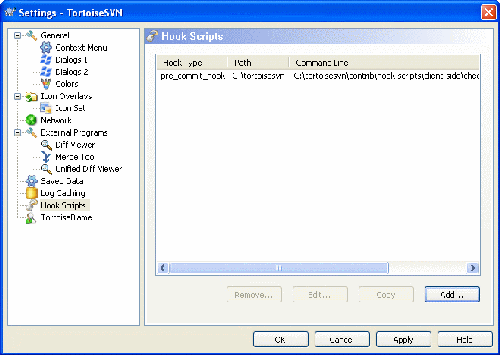 Settings - TortoiseSVN
General
Context Menu
Dialogs 1
Dialogs 2
Colors
Icon Overlays
Icon Set
Network
External Programs
Diff Viewer
Merge Tool
Unified Diff Viewer
Saved Data
Log Caching
Hook Scripts
TortoiseBlame
Hook Scripts
Hook Type Path Command Line
pre_commit_hook C:\tortoisesvn C:\tortoisesvn\contrib\hook-scripts\client-side\chec
Remove... Edit... Copy Add...
OK Cancel Apply Help